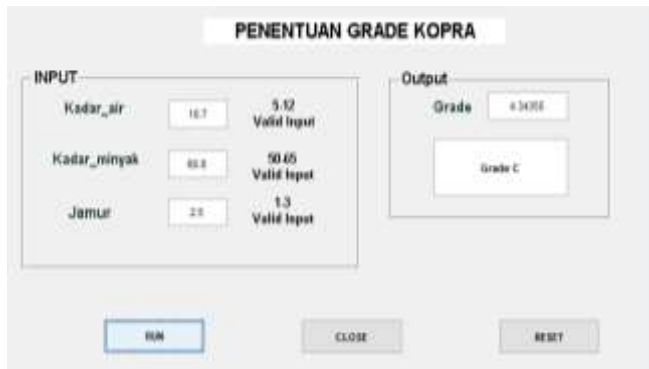 PENENTUAN GRADE KOPRA
INPUT
Kadar_air
5.12
Valid Input
Kadar_minyak
50.65
Valid Input
Jamur
1.3
Valid Input
Output
Grade
Grade C
RUN
CLOSE
RESET